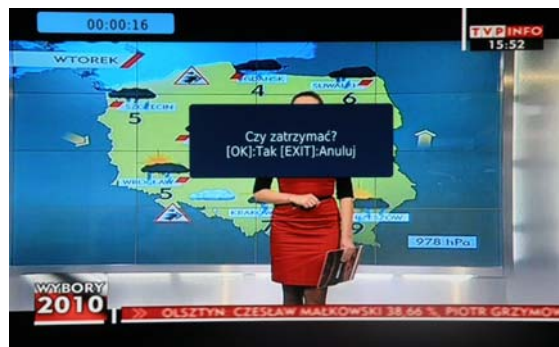 00:00:16
TVP INFO
15:52
WTOREK
GDAŃSK
4
SUWAŁKI
6
SZCZECIN
5
Czy zatrzymać?
[OK]:Tak [EXIT]:Anuluj
WROCŁAW
5
KRAKÓW
9
978 hPa
WYBORY
2010
OLSZTYN: CZESŁAW MAŁKOWSKI 38,66 %, PIOTR GRZYMOW